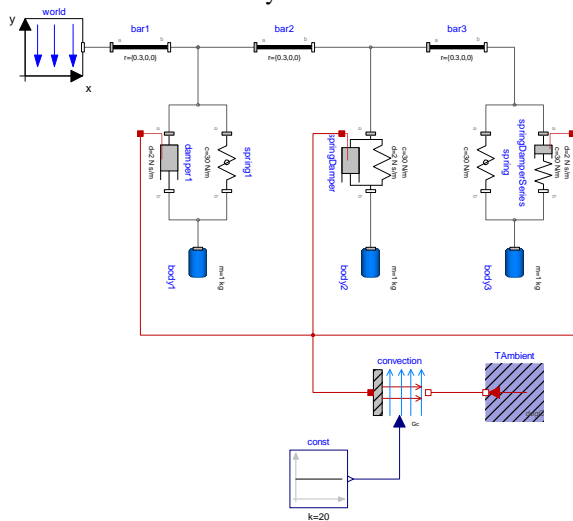 world
y
x
bar1
a
b
r={0.3,0,0}
bar2
a
b
r={0.3,0,0}
bar3
a
b
r={0.3,0,0}
a
damper1
d=2 N s/m
b
a
spring1
c=30 N/m
b
a
springDamper
d=2 N s/m
c=30 N/m
b
a
spring
c=30 N/m
b
a
springDamperSeries
c=30 N/m
d=2 N s/m
b
body1
m=1 kg
body2
m=1 kg
body3
m=1 kg
convection
Gc
TAmbient
const
k=20